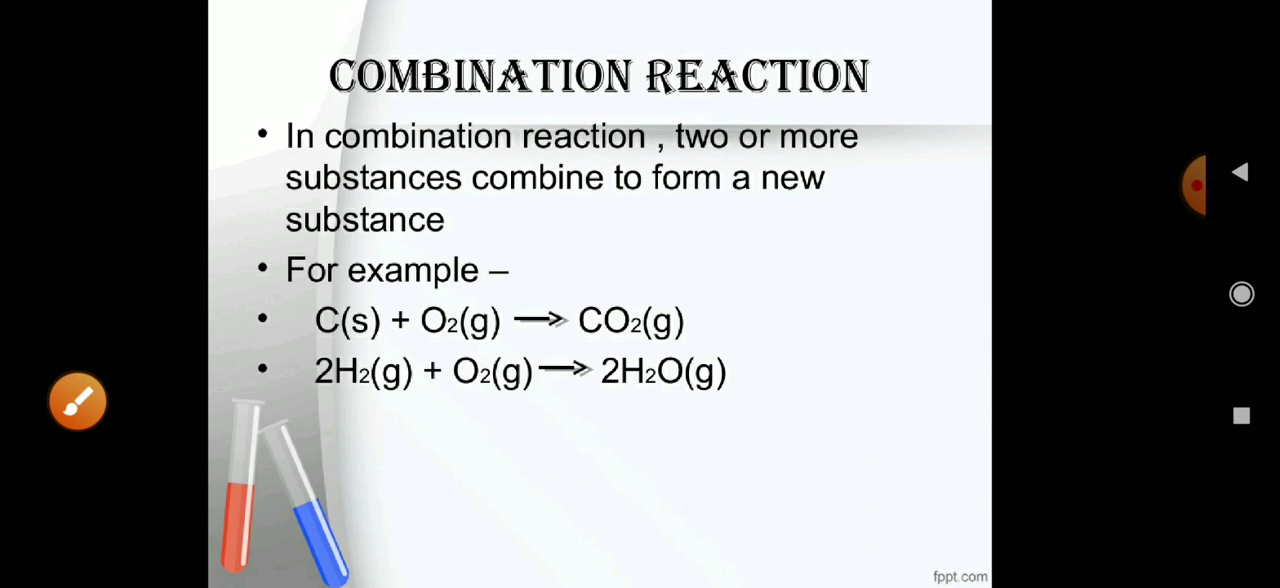 COMBINATION REACTION
• In combination reaction , two or more
substances combine to form a new
substance
• For example –
• C(s) + O₂(g) ⟶ CO₂(g)
• 2H₂(g) + O₂(g) ⟶ 2H₂O(g)
fppt.com